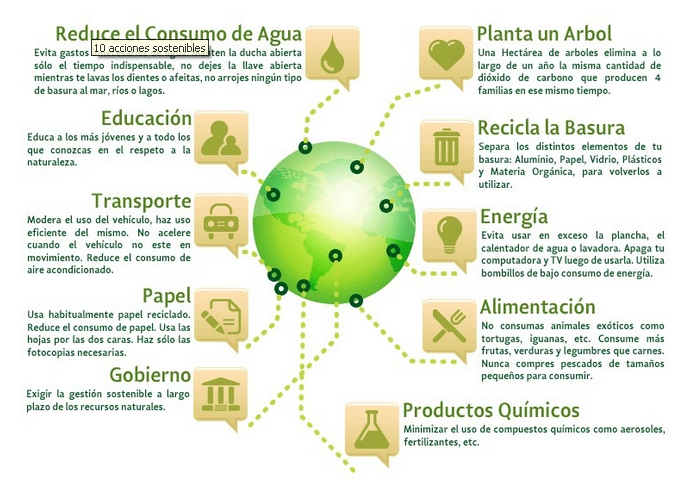 Reduce el Consumo de Agua
10 acciones sostenibles
Evita gastos ten la ducha abierta
sólo el tiempo indispensable, no dejes la llave abierta
mientras te lavas los dientes o afeitas, no arrojes ningún tipo
de basura al mar, ríos o lagos.
Educación
Educa a los más jóvenes y a todo los
que conozcas en el respeto a la
naturaleza.
Transporte
Modera el uso del vehículo, haz uso
eficiente del mismo. No acelere
cuando el vehículo no este en
movimiento. Reduce el consumo de
aire acondicionado.
Papel
Usa habitualmente papel reciclado.
Reduce el consumo de papel. Usa las
hojas por las dos caras. Haz sólo las
fotocopias necesarias.
Gobierno
Exigir la gestión sostenible a largo
plazo de los recursos naturales.
Planta un Arbol
Una Hectárea de arboles elimina a lo
largo de un año la misma cantidad de
dióxido de carbono que producen 4
familias en ese mismo tiempo.
Recicla la Basura
Separa los distintos elementos de tu
basura: Aluminio, Papel, Vidrio, Plásticos
y Materia Orgánica, para volverlos a
utilizar.
Energía
Evita usar en exceso la plancha, el
calentador de agua o lavadora. Apaga tu
computadora y TV luego de usarla. Utiliza
bombillos de bajo consumo de energía.
Alimentación
No consumas animales exóticos como
tortugas, iguanas, etc. Consume más
frutas, verduras y legumbres que carnes.
Nunca compres pescados de tamaños
pequeños para consumir.
Productos Químicos
Minimizar el uso de compuestos químicos como aerosoles,
fertilizantes, etc.